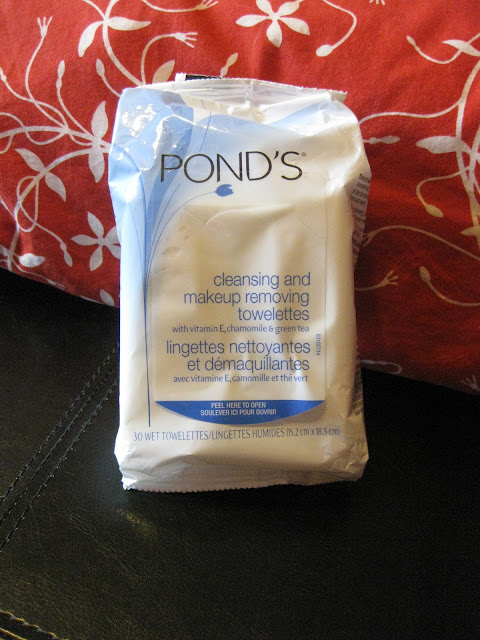 POND'S®
cleansing and
makeup removing
towelettes
with vitamin E, chamomile & green tea
lingettes nettoyantes
et démaquillantes
avec vitamine E, camomille et thé vert
PEEL HERE TO OPEN
SOULEVER ICI POUR OUVRIR
30 WET TOWELETTES/LINGETTES HUMIDES (15,2 cm x 18,5 cm)